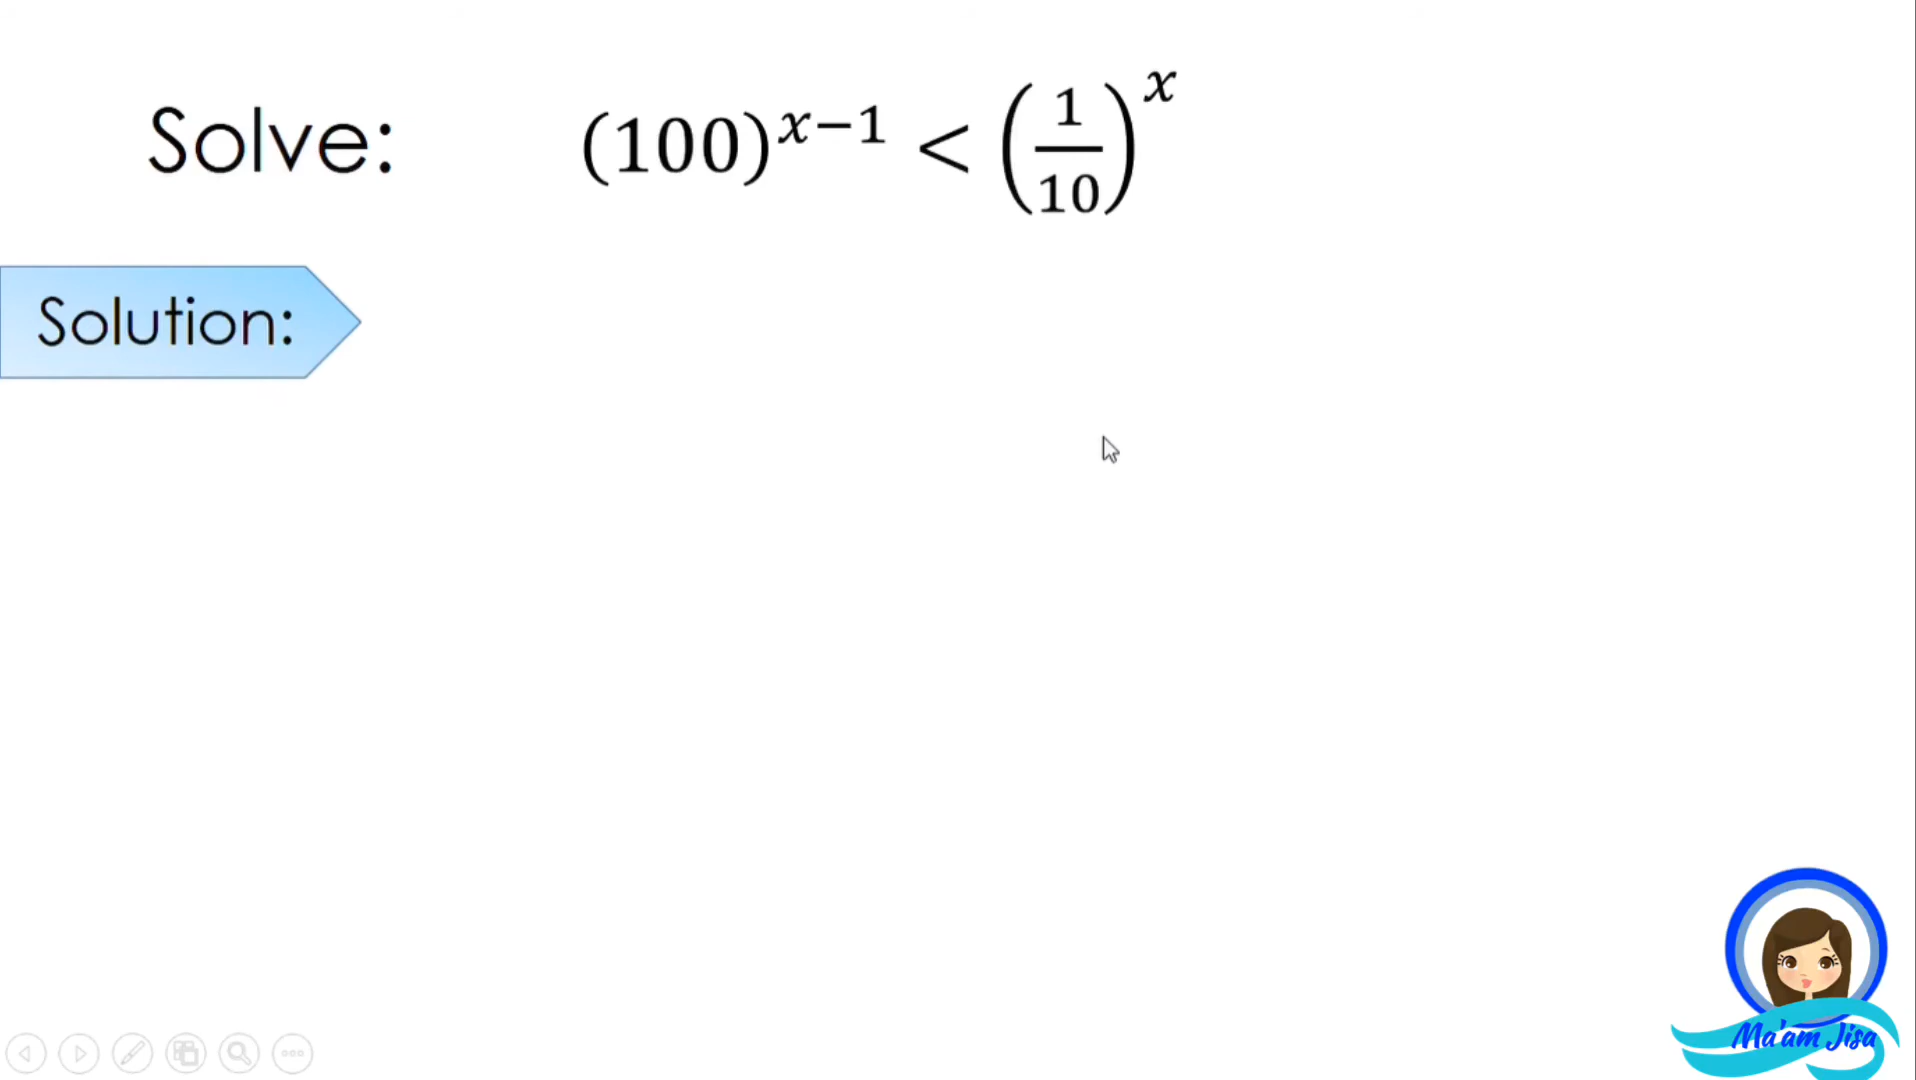 Solve: (100)^{x−1} < (1/10)^x
Solution:
Ma'am Jisa